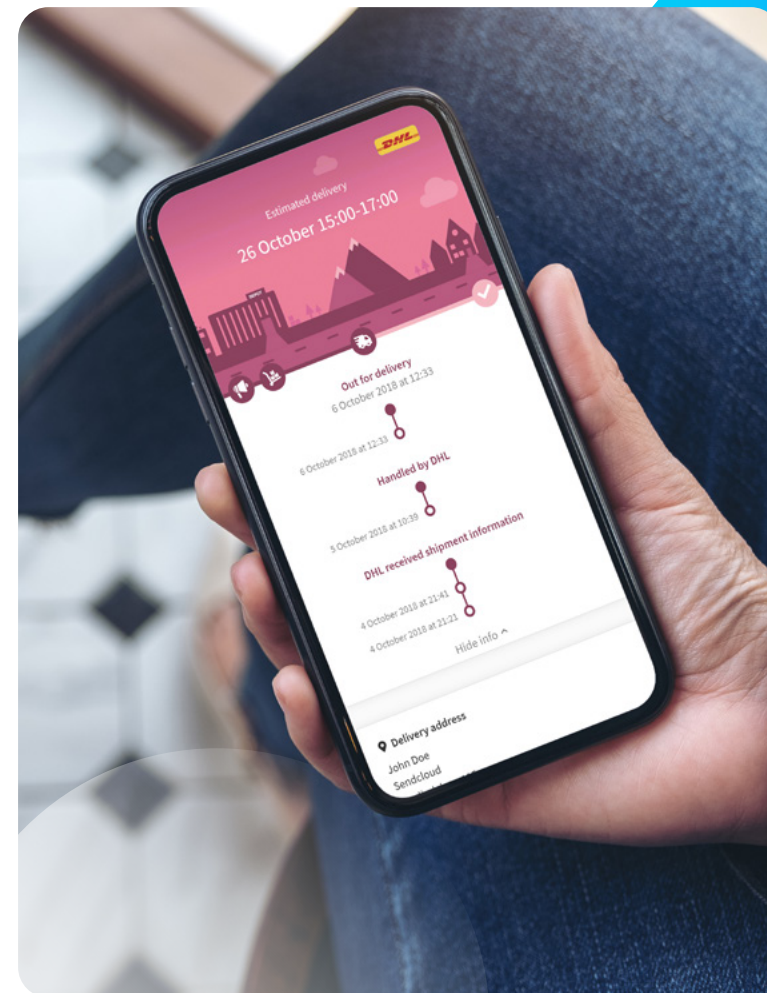 DHL
Estimated delivery
26 October 15:00-17:00
DEPOT
Out for delivery
6 October 2018 at 12:33
6 October 2018 at 12:33
Handled by DHL
5 October 2018 at 10:39
DHL received shipment information
4 October 2018 at 21:41
4 October 2018 at 21:21
Hide info
Delivery address
John Doe
Sendcloud